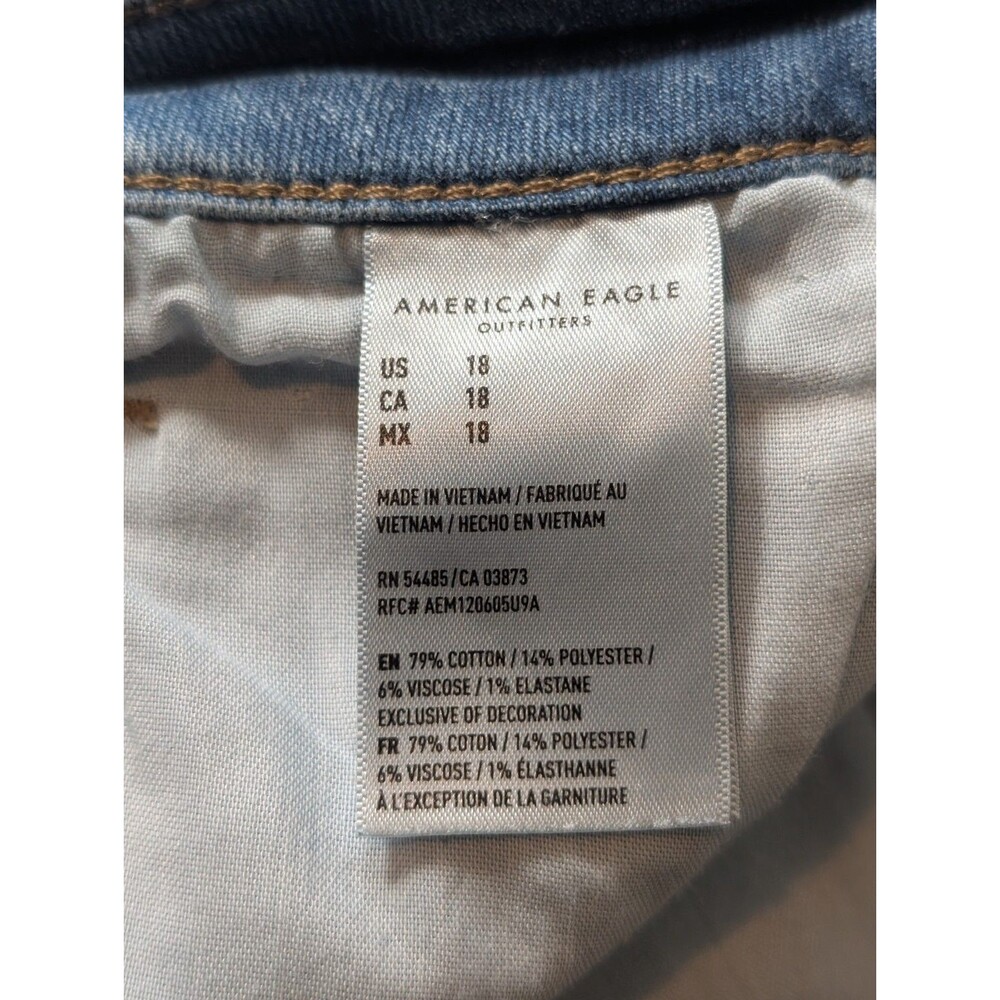 AMERICAN EAGLE
OUTFITTERS
US 18
CA 18
MX 18
MADE IN VIETNAM / FABRIQUÉ AU
VIETNAM / HECHO EN VIETNAM
RN 54485/CA 03873
RFC# AEM120605U9A
EN 79% COTTON / 14% POLYESTER /
6% VISCOSE / 1% ELASTANE
EXCLUSIVE OF DECORATION
FR 79% COTON / 14% POLYESTER /
6% VISCOSE / 1% ÉLASTHANNE
À L'EXCEPTION DE LA GARNITURE